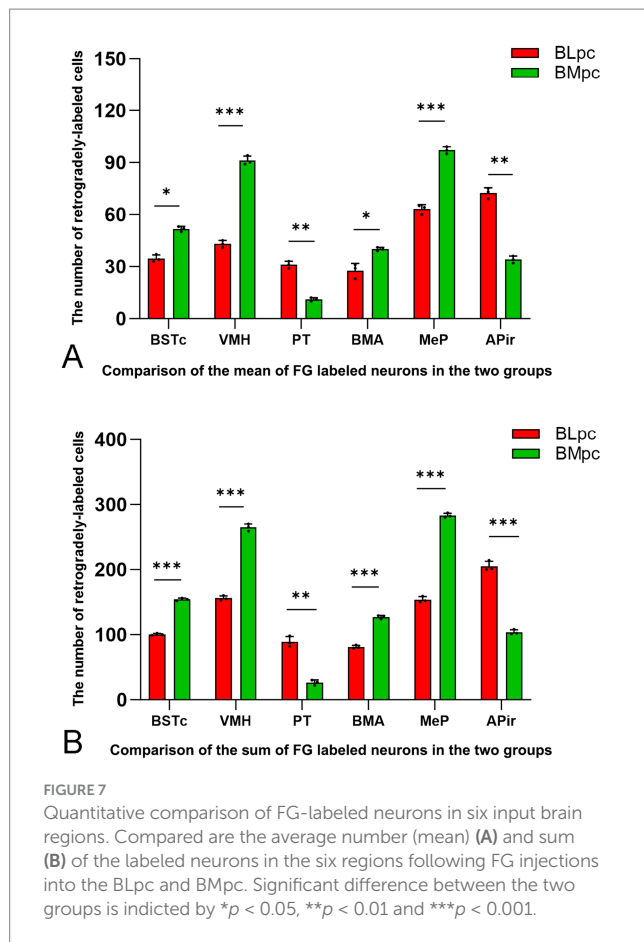 BLpc
BMpc
The number of retrogradely-labeled cells
150
120
90
60
30
0
*
***
**
*
***
**
BSTc VMH PT BMA MeP APir
A
Comparison of the mean of FG labeled neurons in the two groups
BLpc
BMpc
The number of retrogradely-labeled cells
400
300
200
100
0
***
***
**
***
***
***
BSTc VMH PT BMA MeP APir
B
Comparison of the sum of FG labeled neurons in the two groups
FIGURE 7
Quantitative comparison of FG-labeled neurons in six input brain
regions. Compared are the average number (mean) (A) and sum
(B) of the labeled neurons in the six regions following FG injections
into the BLpc and BMpc. Significant difference between the two
groups is indicted by *p < 0.05, **p < 0.01 and ***p < 0.001.